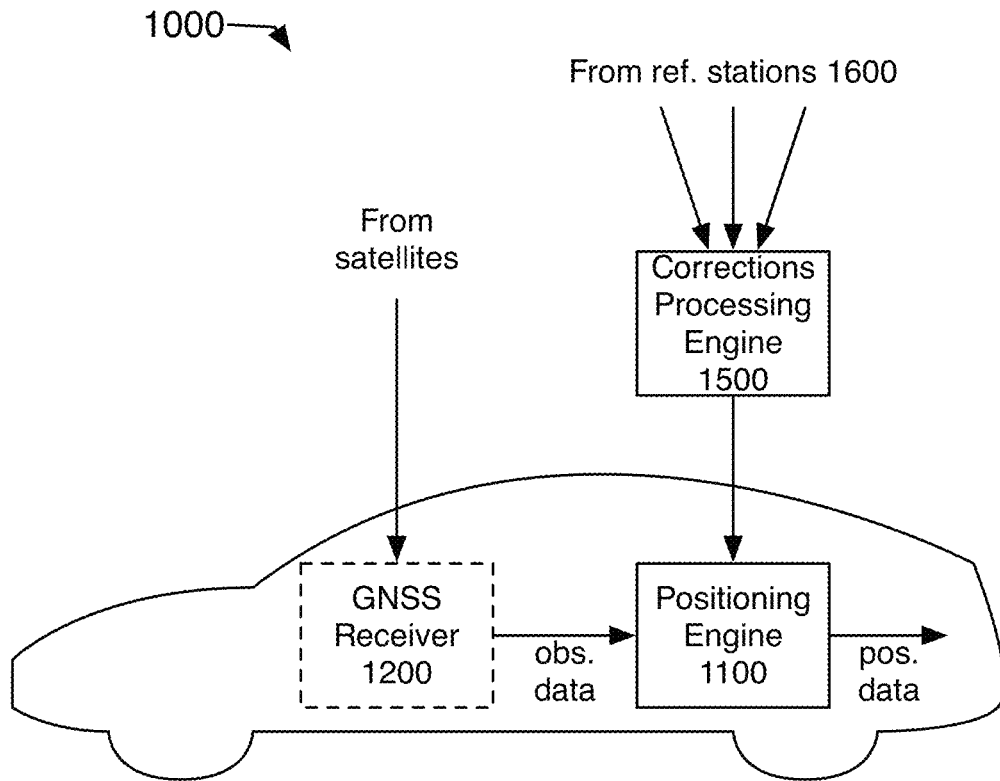 1000
From ref. stations 1600
From
satellites
Corrections
Processing
Engine
1500
GNSS
Receiver
1200
obs.
data
Positioning
Engine
1100
pos.
data